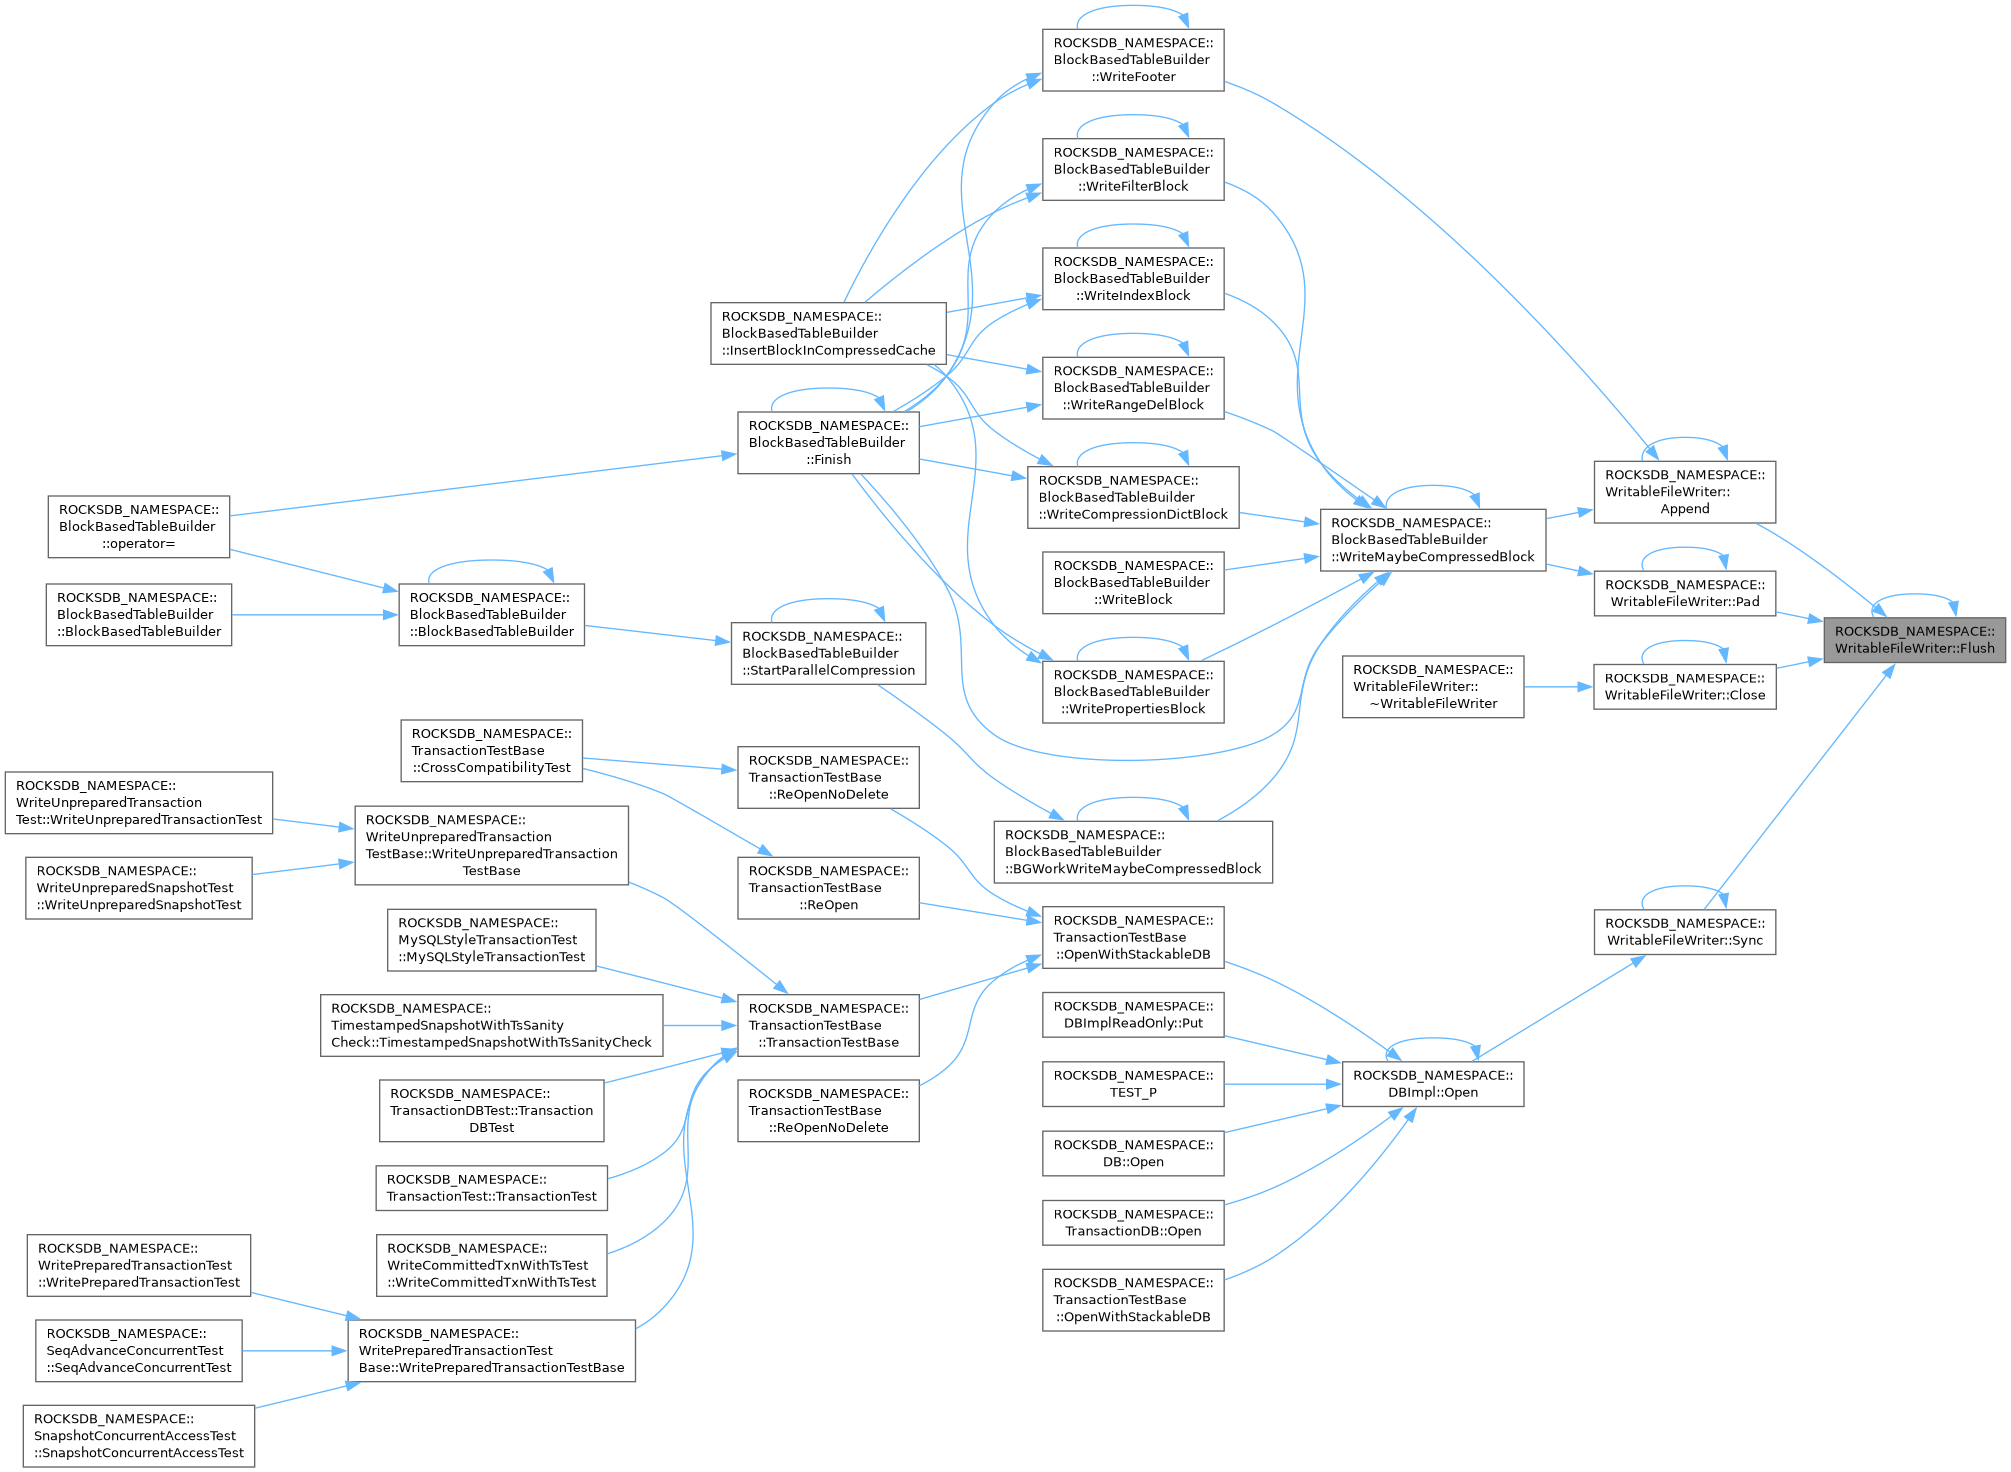 ROCKSDB_NAMESPACE::
BlockBasedTableBuilder
::WriteFooter
ROCKSDB_NAMESPACE::
BlockBasedTableBuilder
::WriteFilterBlock
ROCKSDB_NAMESPACE::
BlockBasedTableBuilder
::WriteIndexBlock
ROCKSDB_NAMESPACE::
BlockBasedTableBuilder
::InsertBlockInCompressedCache
ROCKSDB_NAMESPACE::
BlockBasedTableBuilder
::WriteRangeDelBlock
ROCKSDB_NAMESPACE::
BlockBasedTableBuilder
::Finish
ROCKSDB_NAMESPACE::
BlockBasedTableBuilder
::WriteCompressionDictBlock
ROCKSDB_NAMESPACE::
WritableFileWriter::
Append
ROCKSDB_NAMESPACE::
BlockBasedTableBuilder
::operator=
ROCKSDB_NAMESPACE::
BlockBasedTableBuilder
::WriteMaybeCompressedBlock
ROCKSDB_NAMESPACE::
BlockBasedTableBuilder
::WriteBlock
ROCKSDB_NAMESPACE::
WritableFileWriter::Pad
ROCKSDB_NAMESPACE::
BlockBasedTableBuilder
::BlockBasedTableBuilder
ROCKSDB_NAMESPACE::
BlockBasedTableBuilder
::BlockBasedTableBuilder
ROCKSDB_NAMESPACE::
WritableFileWriter::Flush
ROCKSDB_NAMESPACE::
BlockBasedTableBuilder
::StartParallelCompression
ROCKSDB_NAMESPACE::
BlockBasedTableBuilder
::WritePropertiesBlock
ROCKSDB_NAMESPACE::
WritableFileWriter::
~WritableFileWriter
ROCKSDB_NAMESPACE::
WritableFileWriter::Close
ROCKSDB_NAMESPACE::
TransactionTestBase
::CrossCompatibilityTest
ROCKSDB_NAMESPACE::
TransactionTestBase
::ReOpenNoDelete
ROCKSDB_NAMESPACE::
WriteUnpreparedTransaction
Test::WriteUnpreparedTransactionTest
ROCKSDB_NAMESPACE::
WriteUnpreparedTransaction
TestBase::WriteUnpreparedTransaction
TestBase
ROCKSDB_NAMESPACE::
BlockBasedTableBuilder
::BGWorkWriteMaybeCompressedBlock
ROCKSDB_NAMESPACE::
WriteUnpreparedSnapshotTest
::WriteUnpreparedSnapshotTest
ROCKSDB_NAMESPACE::
TransactionTestBase
::ReOpen
ROCKSDB_NAMESPACE::
MySQLStyleTransactionTest
::MySQLStyleTransactionTest
ROCKSDB_NAMESPACE::
TransactionTestBase
::OpenWithStackableDB
ROCKSDB_NAMESPACE::
WritableFileWriter::Sync
ROCKSDB_NAMESPACE::
TimestampedSnapshotWithTsSanity
Check::TimestampedSnapshotWithTsSanityCheck
ROCKSDB_NAMESPACE::
TransactionTestBase
::TransactionTestBase
ROCKSDB_NAMESPACE::
DBImplReadOnly::Put
ROCKSDB_NAMESPACE::
TransactionDBTest::Transaction
DBTest
ROCKSDB_NAMESPACE::
TransactionTestBase
::ReOpenNoDelete
ROCKSDB_NAMESPACE::
TEST_P
ROCKSDB_NAMESPACE::
DBImpl::Open
ROCKSDB_NAMESPACE::
DB::Open
ROCKSDB_NAMESPACE::
TransactionTest::TransactionTest
ROCKSDB_NAMESPACE::
TransactionDB::Open
ROCKSDB_NAMESPACE::
WritePreparedTransactionTest
::WritePreparedTransactionTest
ROCKSDB_NAMESPACE::
WriteCommittedTxnWithTsTest
::WriteCommittedTxnWithTsTest
ROCKSDB_NAMESPACE::
TransactionTestBase
::OpenWithStackableDB
ROCKSDB_NAMESPACE::
SeqAdvanceConcurrentTest
::SeqAdvanceConcurrentTest
ROCKSDB_NAMESPACE::
WritePreparedTransactionTest
Base::WritePreparedTransactionTestBase
ROCKSDB_NAMESPACE::
SnapshotConcurrentAccessTest
::SnapshotConcurrentAccessTest